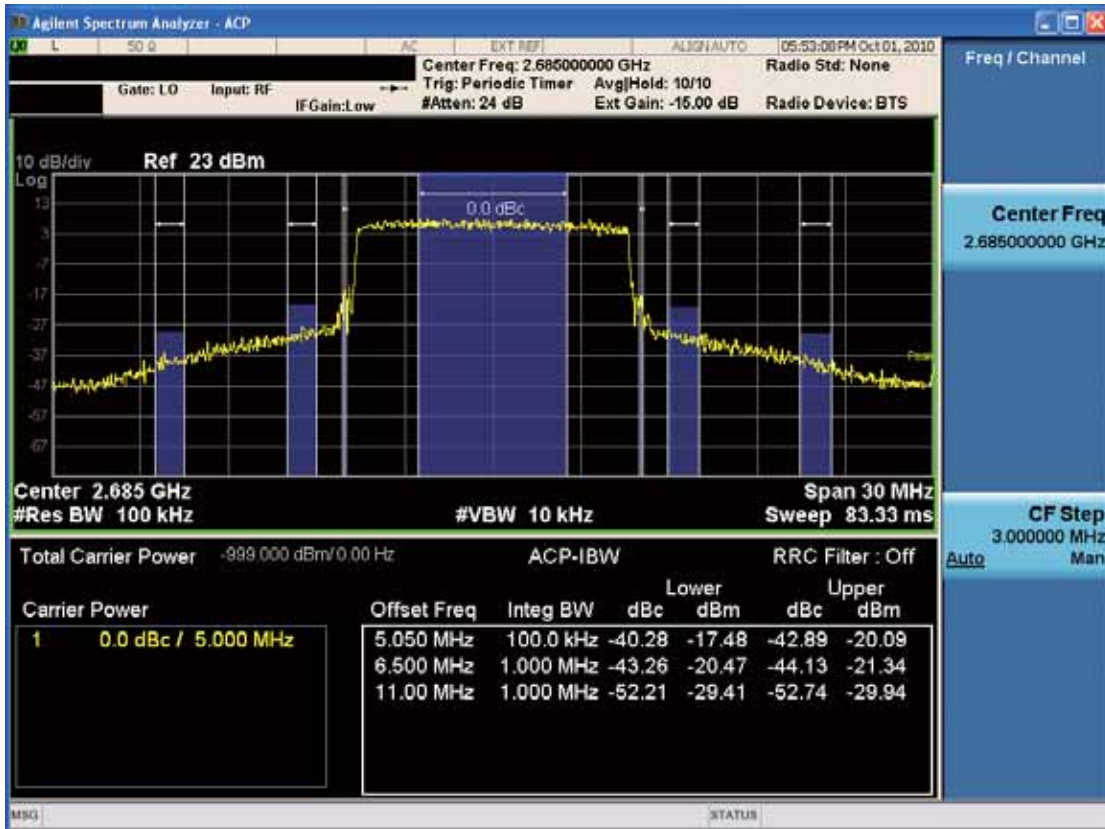 Agilent Spectrum Analyzer - ACP
L 50 Ω AC EXT REF ALIGN AUTO 05:53:00 PM Oct 01, 2010
Center Freq: 2.685000000 GHz Radio Std: None
Gate: LO Input: RF Trig: Periodic Timer Avg|Hold: 10/10
IFGain:Low #Atten: 24 dB Ext Gain: -15.00 dB Radio Device: BTS
10 dB/div Ref 23 dBm
Log
13
3
-7
-17
-27
-37
-47
-57
-67
0.0 dBc
Center 2.685 GHz Span 30 MHz
#Res BW 100 kHz #VBW 10 kHz Sweep 83.33 ms
Total Carrier Power -999.000 dBm/ 0.00 Hz ACP-IBW RRC Filter : Off
Lower Upper
Carrier Power Offset Freq Integ BW dBc dBm dBc dBm
1 0.0 dBc / 5.000 MHz
5.050 MHz 100.0 kHz -40.28 -17.48 -42.89 -20.09
6.500 MHz 1.000 MHz -43.26 -20.47 -44.13 -21.34
11.00 MHz 1.000 MHz -52.21 -29.41 -52.74 -29.94
MSG STATUS
Freq / Channel
Center Freq
2.685000000 GHz
CF Step
3.000000 MHz
Auto Man